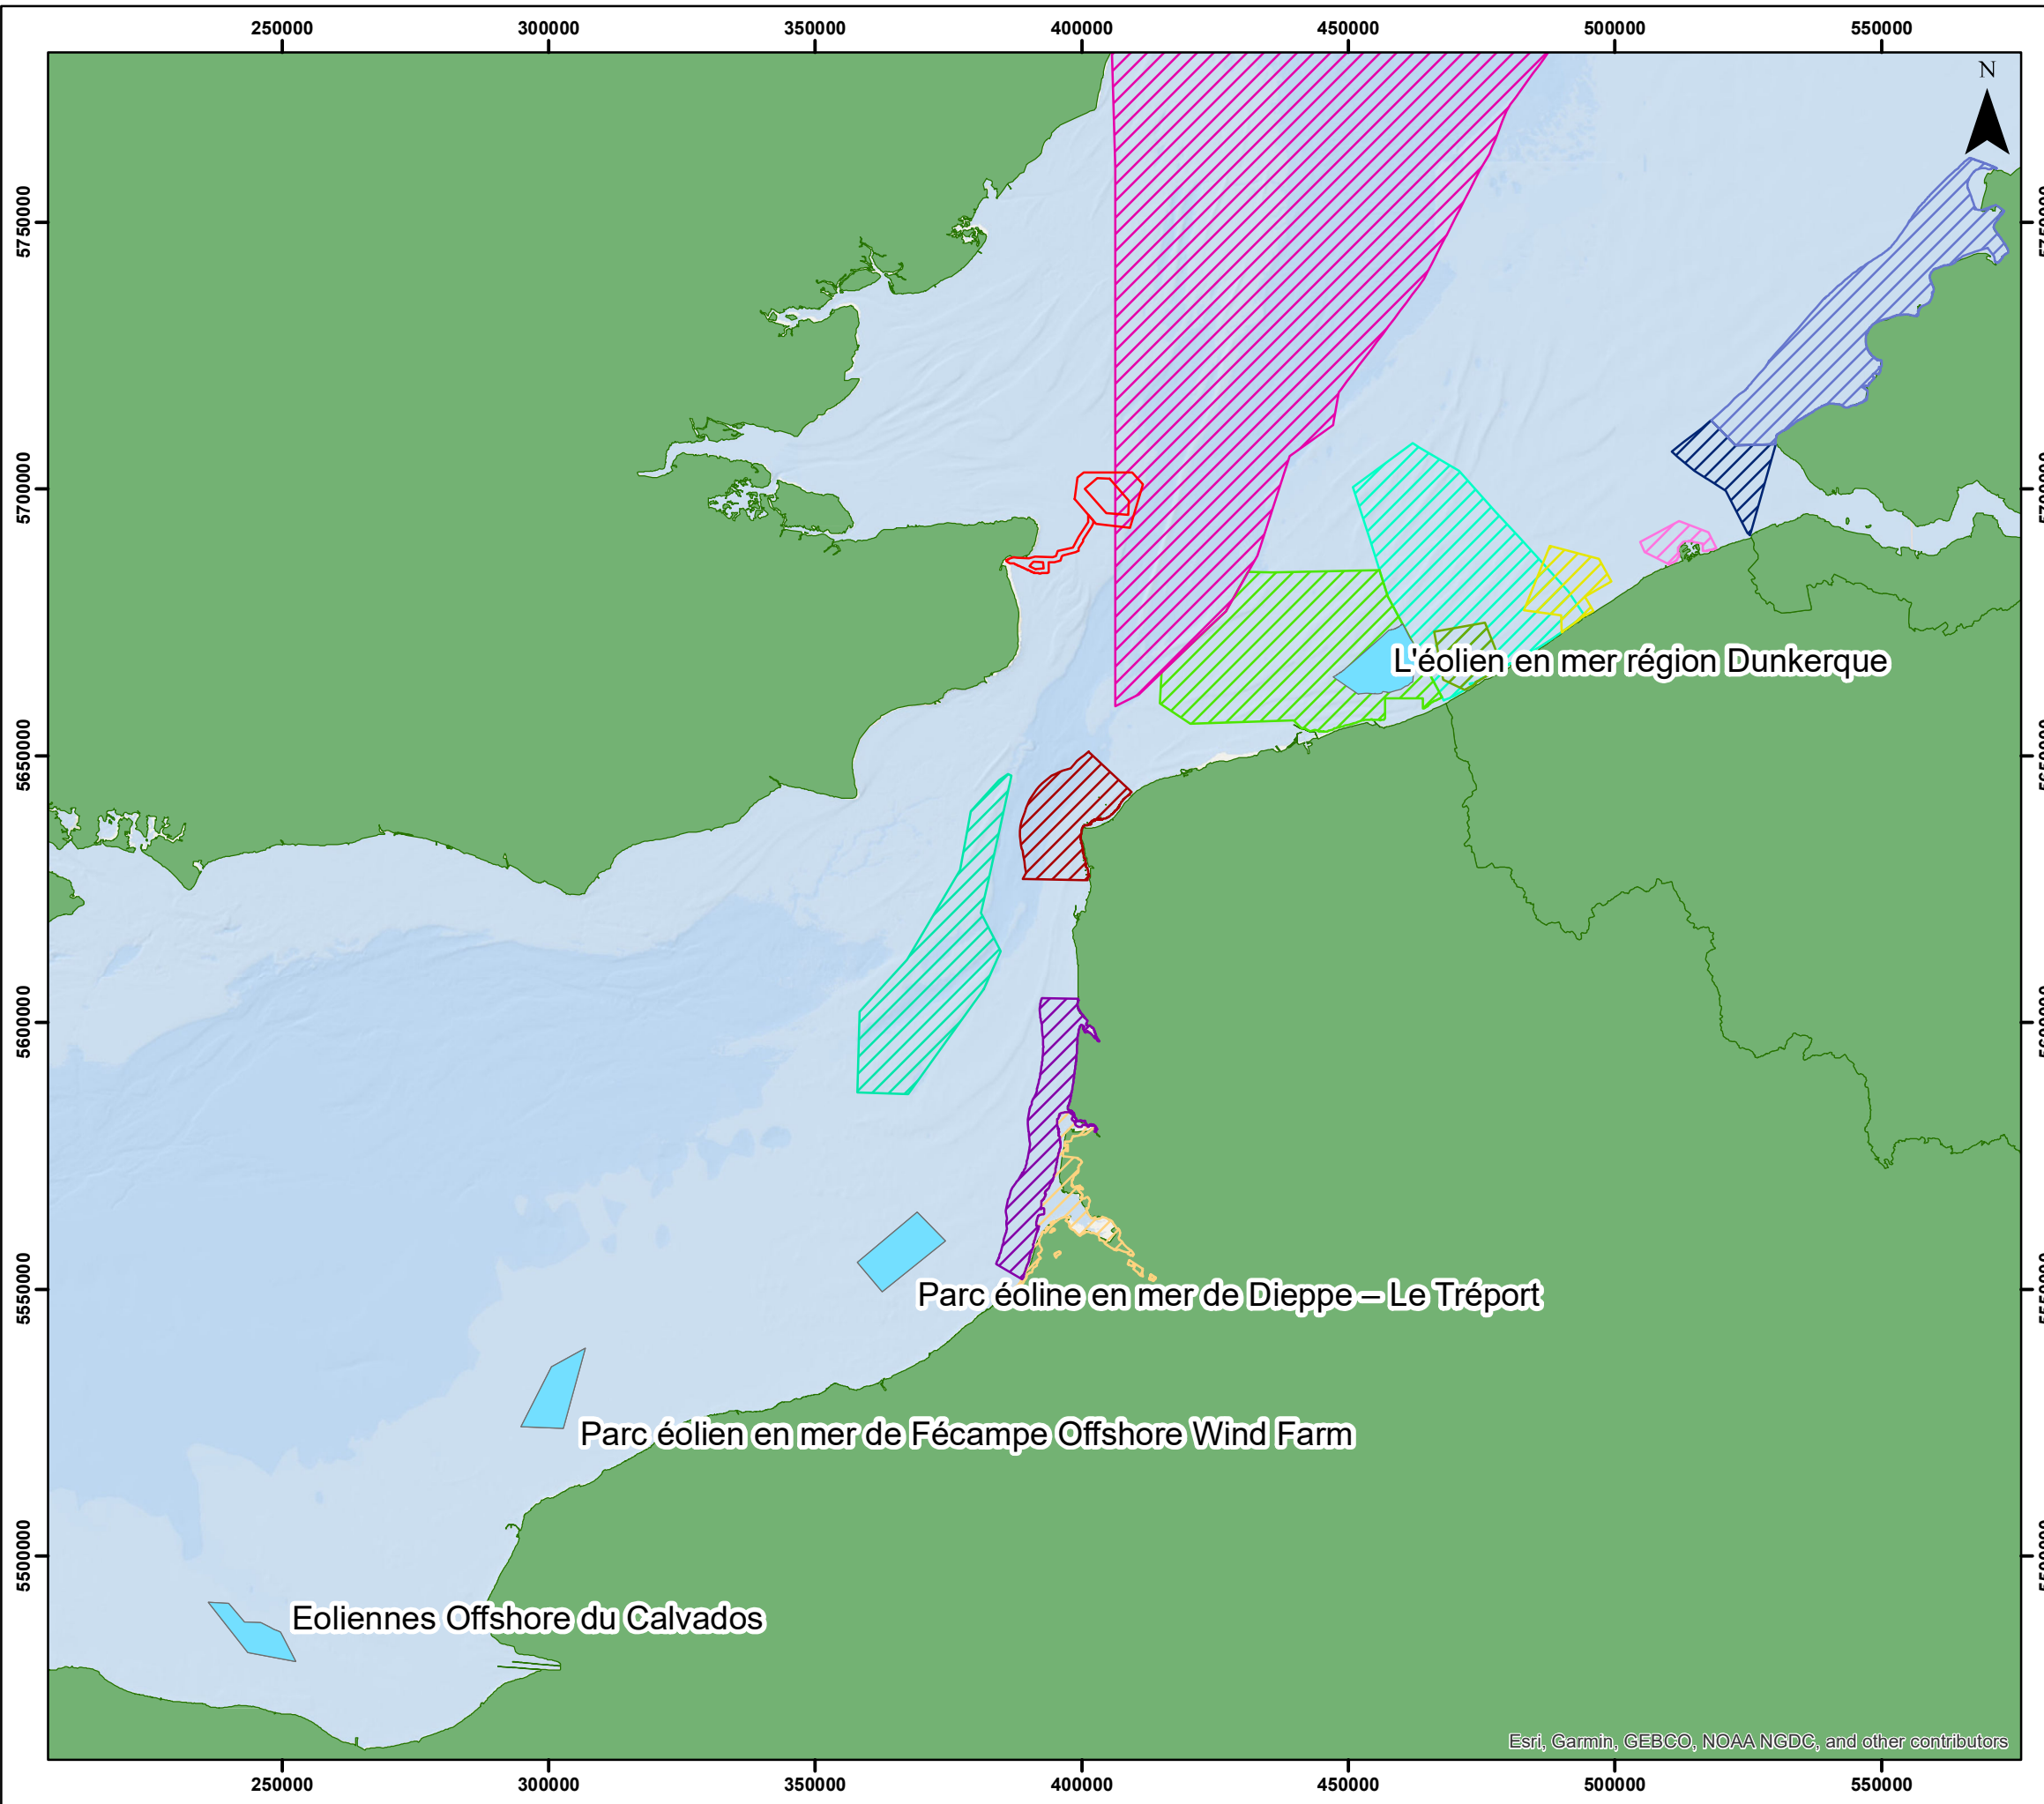 250000 300000 350000 400000 450000 500000 550000
N
5750000
5700000
5650000
5600000
5550000
5500000
L'éolien en mer région Dunkerque
Parc éoline en mer de Dieppe – Le Tréport
Parc éolien en mer de Fécampe Offshore Wind Farm
Eoliennes Offshore du Calvados
Esri, Garmin, GEBCO, NOAA NGDC, and other contributors
250000 300000 350000 400000 450000 500000 550000